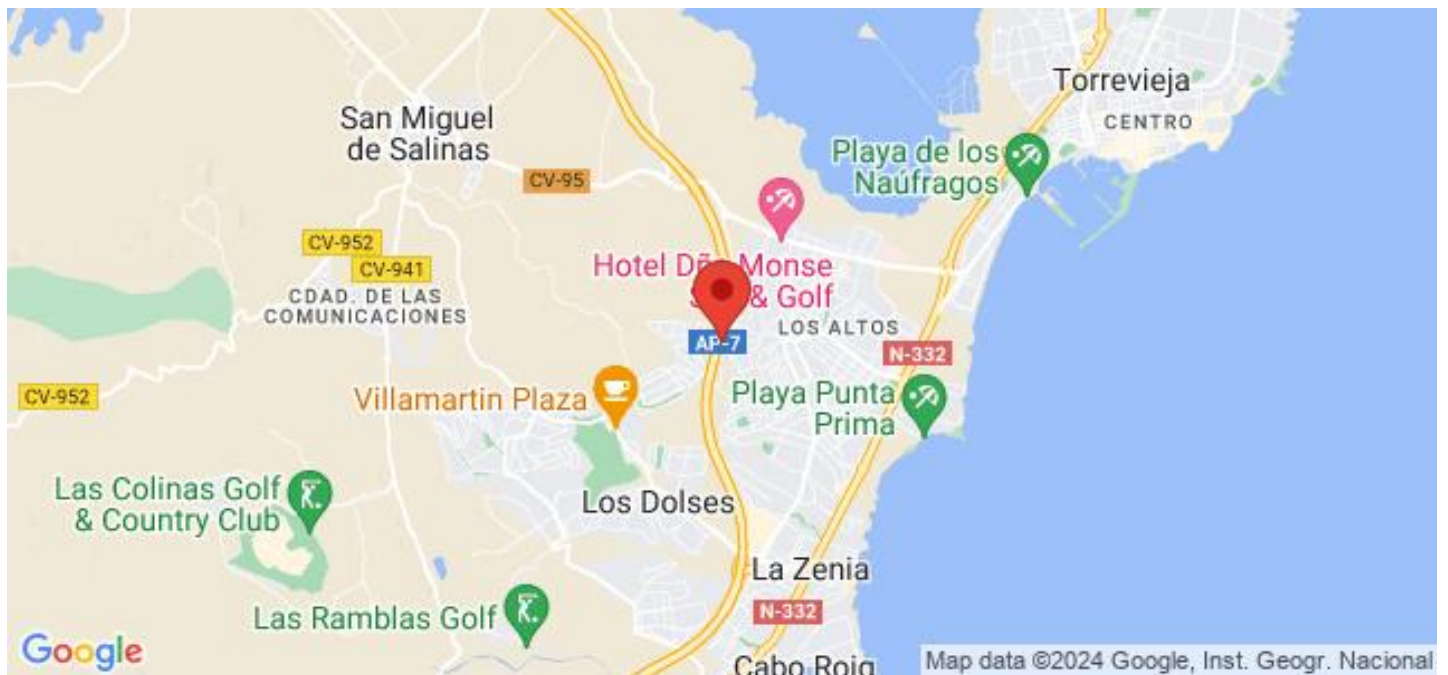 Torrevieja
CENTRO
San Miguel
de Salinas
Playa de los
Naúfragos
CV-95
CV-952
CV-941
Hotel Dña Monse
& Golf
CDAD. DE LAS
COMUNICACIONES
LOS ALTOS
AP-7
N-332
CV-952
Villamartin Plaza
Playa Punta
Prima
Las Colinas Golf
& Country Club
Los Dolses
La Zenia
N-332
Las Ramblas Golf
Cabo Roig
Google
Map data ©2024 Google, Inst. Geogr. Nacional